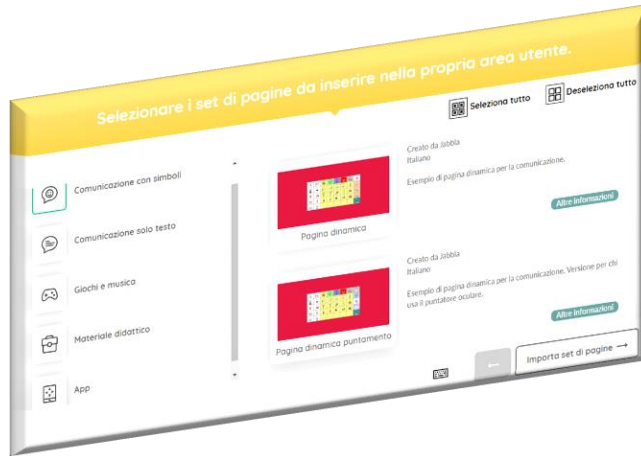 Selezionare i set di pagine da inserire nella propria area utente.
Seleziona tutto
Deseleziona tutto
Comunicazione con simboli
Comunicazione solo testo
Giochi e musica
Materiale didattico
App
Creato da Jabbla
Italiano
Esempio di pagina dinamica per la comunicazione.
Altre informazioni
Pagina dinamica
Creato da Jabbla
Italiano
Esempio di pagina dinamica per la comunicazione. Versione per chi
usa il puntatore oculare.
Altre informazioni
Pagina dinamica puntamento
Importa set di pagine